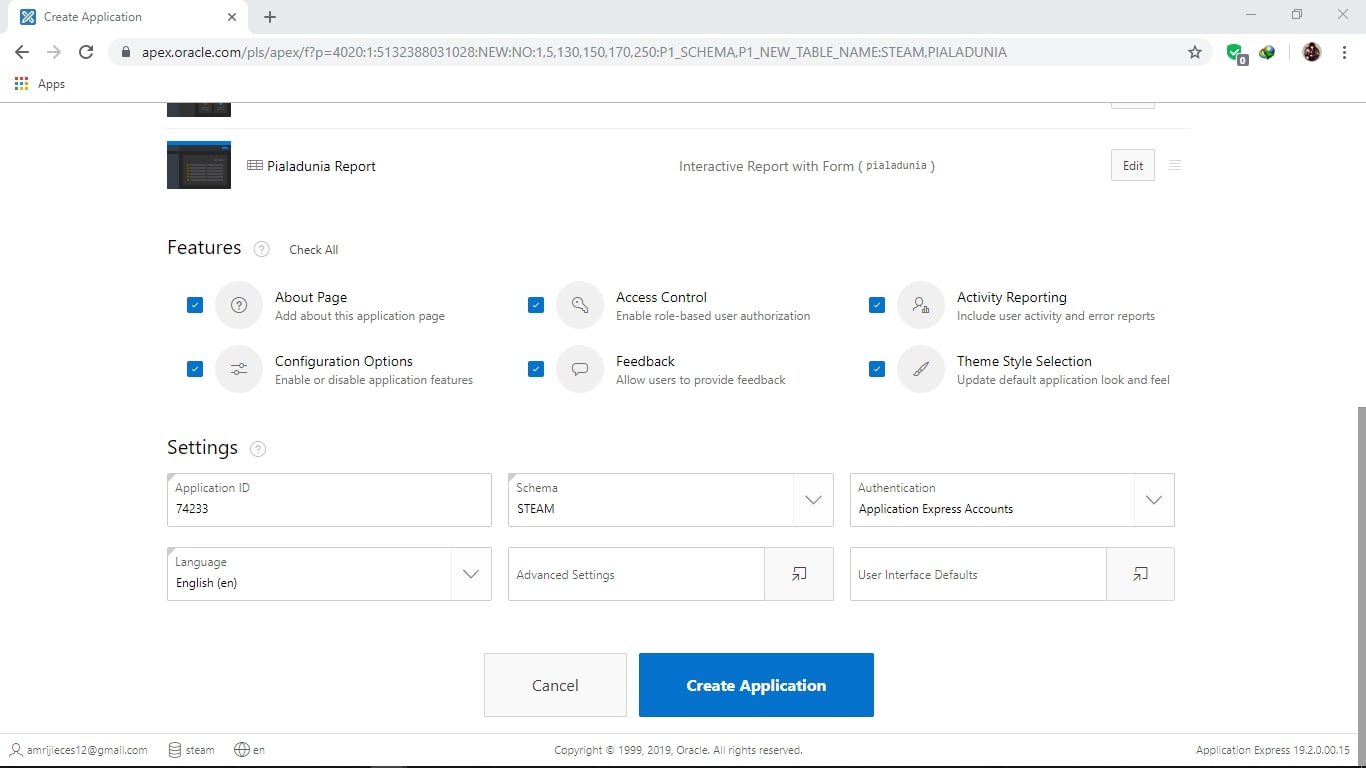 Create Application
apex.oracle.com/pls/apex/f?p=4020:1:5132388031028:NEW:NO:1,5,130,150,170,250:P1_SCHEMA,P1_NEW_TABLE_NAME:STEAM,PIALADUNIA
0
Apps
Pialadunia Report
Interactive Report with Form ( pialadunia )
Edit
Features ? Check All
About Page
Add about this application page
Access Control
Enable role-based user authorization
Activity Reporting
Include user activity and error reports
Configuration Options
Enable or disable application features
Feedback
Allow users to provide feedback
Theme Style Selection
Update default application look and feel
Settings ?
Application ID
74233
Schema
STEAM
Authentication
Application Express Accounts
Language
English (en)
Advanced Settings
User Interface Defaults
Cancel
Create Application
amrijieces12@gmail.com
steam
en
Copyright © 1999, 2019, Oracle. All rights reserved.
Application Express 19.2.0.00.15